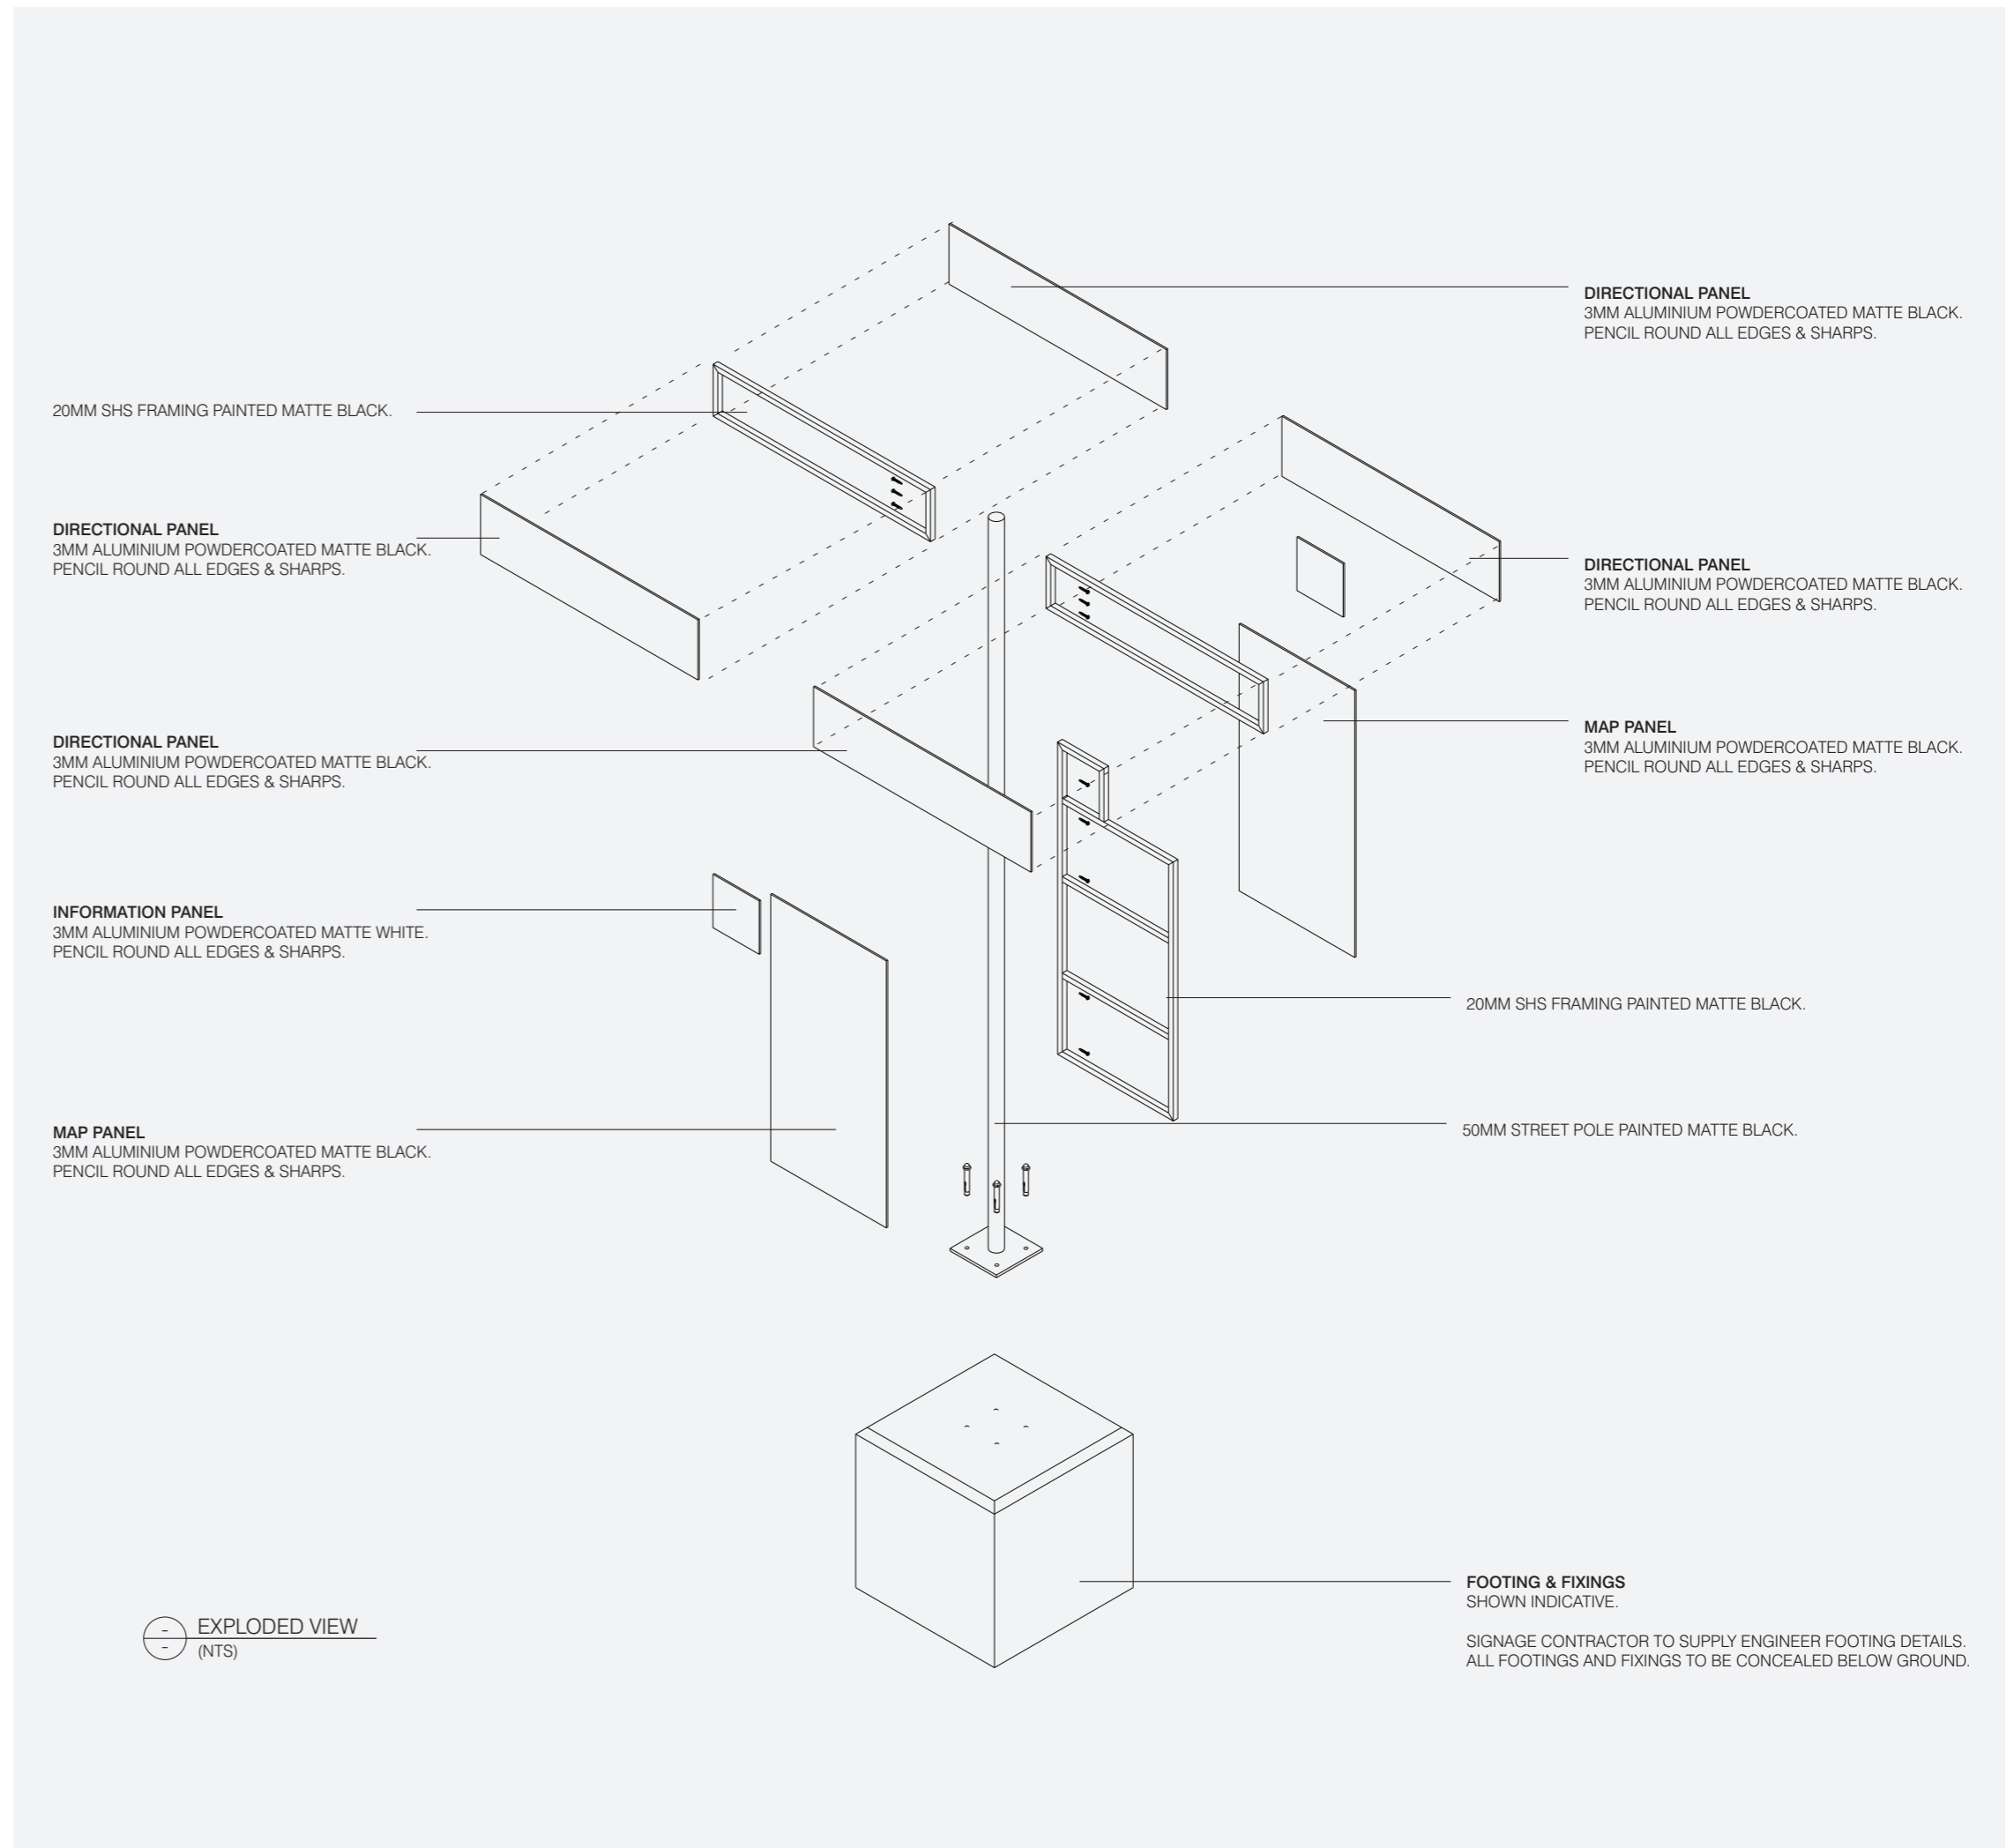 DIRECTIONAL PANEL
3MM ALUMINIUM POWDERCOATED MATTE BLACK.
PENCIL ROUND ALL EDGES & SHARPS.
20MM SHS FRAMING PAINTED MATTE BLACK.
DIRECTIONAL PANEL
3MM ALUMINIUM POWDERCOATED MATTE BLACK.
PENCIL ROUND ALL EDGES & SHARPS.
DIRECTIONAL PANEL
3MM ALUMINIUM POWDERCOATED MATTE BLACK.
PENCIL ROUND ALL EDGES & SHARPS.
MAP PANEL
3MM ALUMINIUM POWDERCOATED MATTE BLACK.
PENCIL ROUND ALL EDGES & SHARPS.
DIRECTIONAL PANEL
3MM ALUMINIUM POWDERCOATED MATTE BLACK.
PENCIL ROUND ALL EDGES & SHARPS.
INFORMATION PANEL
3MM ALUMINIUM POWDERCOATED MATTE WHITE.
PENCIL ROUND ALL EDGES & SHARPS.
20MM SHS FRAMING PAINTED MATTE BLACK.
MAP PANEL
3MM ALUMINIUM POWDERCOATED MATTE BLACK.
PENCIL ROUND ALL EDGES & SHARPS.
50MM STREET POLE PAINTED MATTE BLACK.
FOOTING & FIXINGS
SHOWN INDICATIVE.
SIGNAGE CONTRACTOR TO SUPPLY ENGINEER FOOTING DETAILS.
ALL FOOTINGS AND FIXINGS TO BE CONCEALED BELOW GROUND.
-
-
EXPLODED VIEW
(NTS)